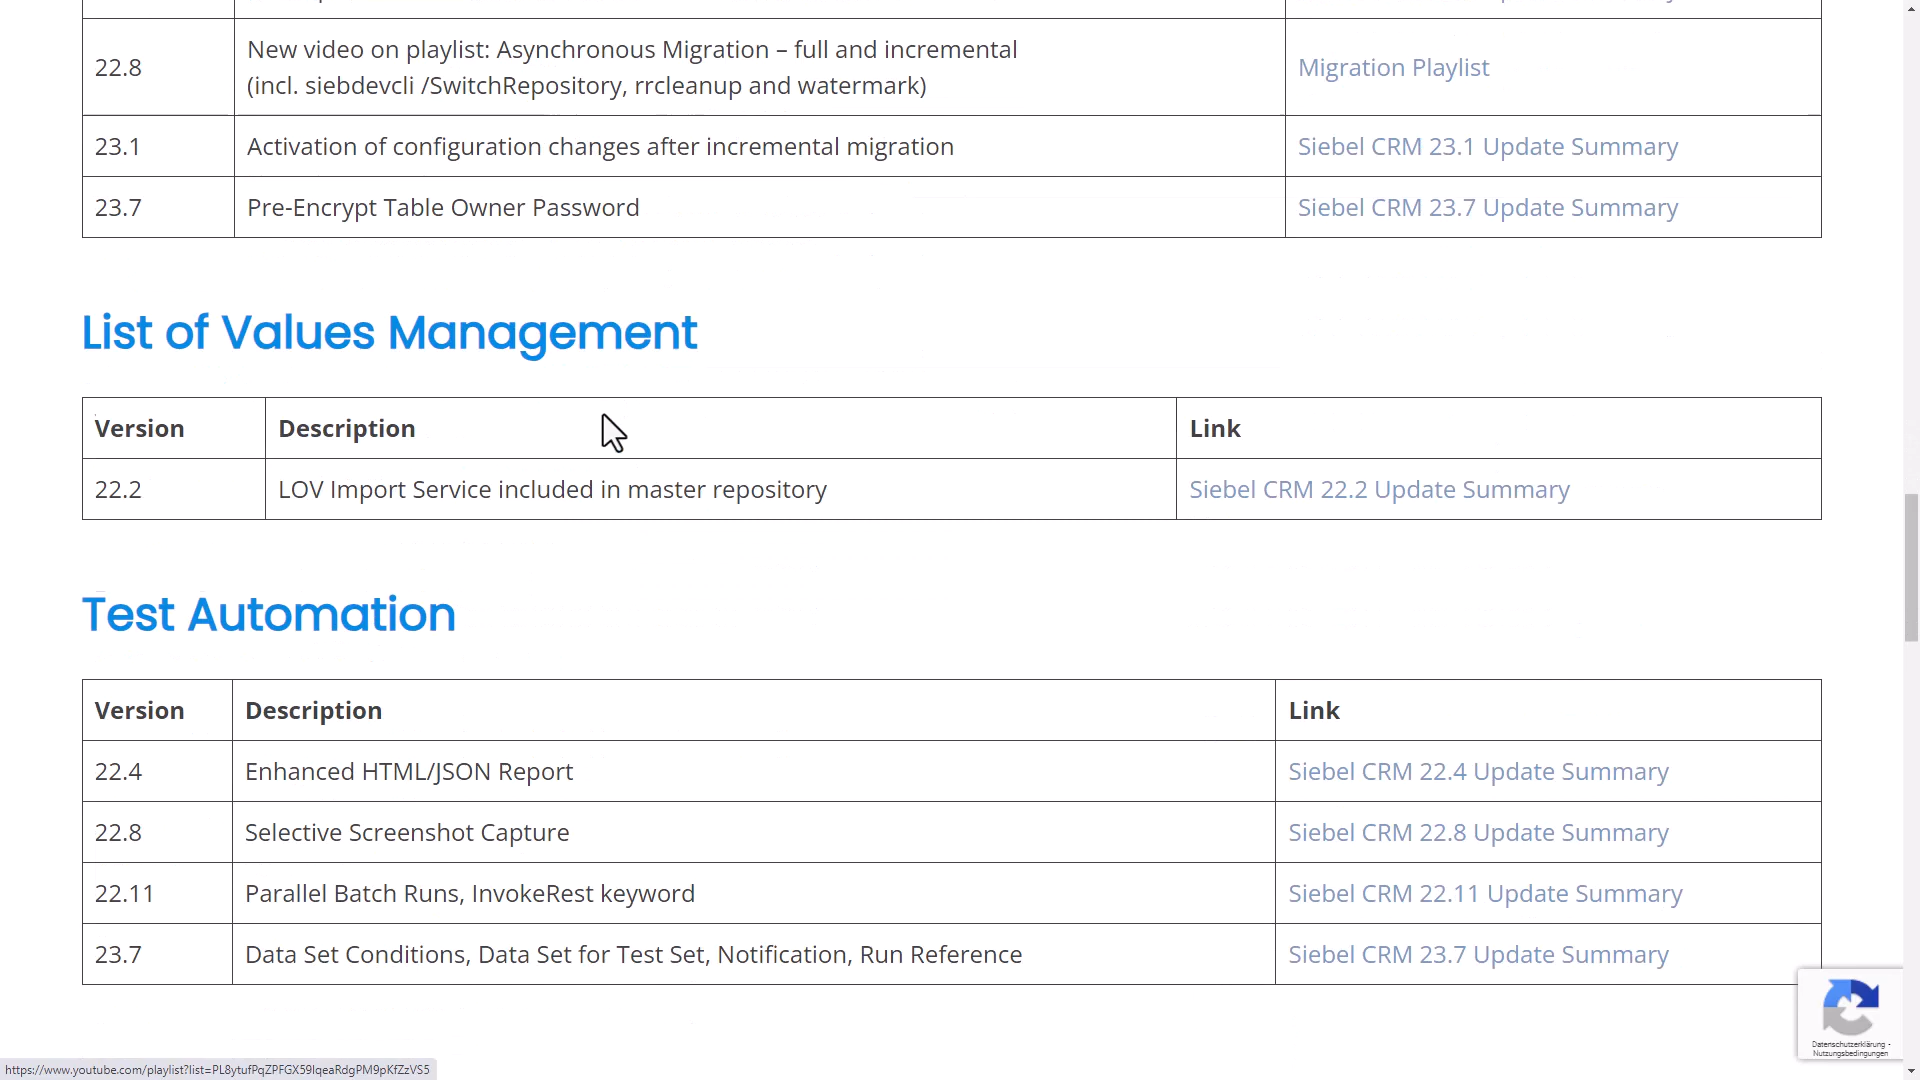 22.8
New video on playlist: Asynchronous Migration – full and incremental
(incl. siebdevcli /SwitchRepository, rrcleanup and watermark)
Migration Playlist
23.1
Activation of configuration changes after incremental migration
Siebel CRM 23.1 Update Summary
23.7
Pre-Encrypt Table Owner Password
Siebel CRM 23.7 Update Summary
List of Values Management
Version
Description
Link
22.2
LOV Import Service included in master repository
Siebel CRM 22.2 Update Summary
Test Automation
Version
Description
Link
22.4
Enhanced HTML/JSON Report
Siebel CRM 22.4 Update Summary
22.8
Selective Screenshot Capture
Siebel CRM 22.8 Update Summary
22.11
Parallel Batch Runs, InvokeRest keyword
Siebel CRM 22.11 Update Summary
23.7
Data Set Conditions, Data Set for Test Set, Notification, Run Reference
Siebel CRM 23.7 Update Summary
Datenschutzerklärung -
Nutzungsbedingungen
https://www.youtube.com/playlist?list=PL8ytufPqZPFGX59IqeaRdgPM9pKfZzVS5